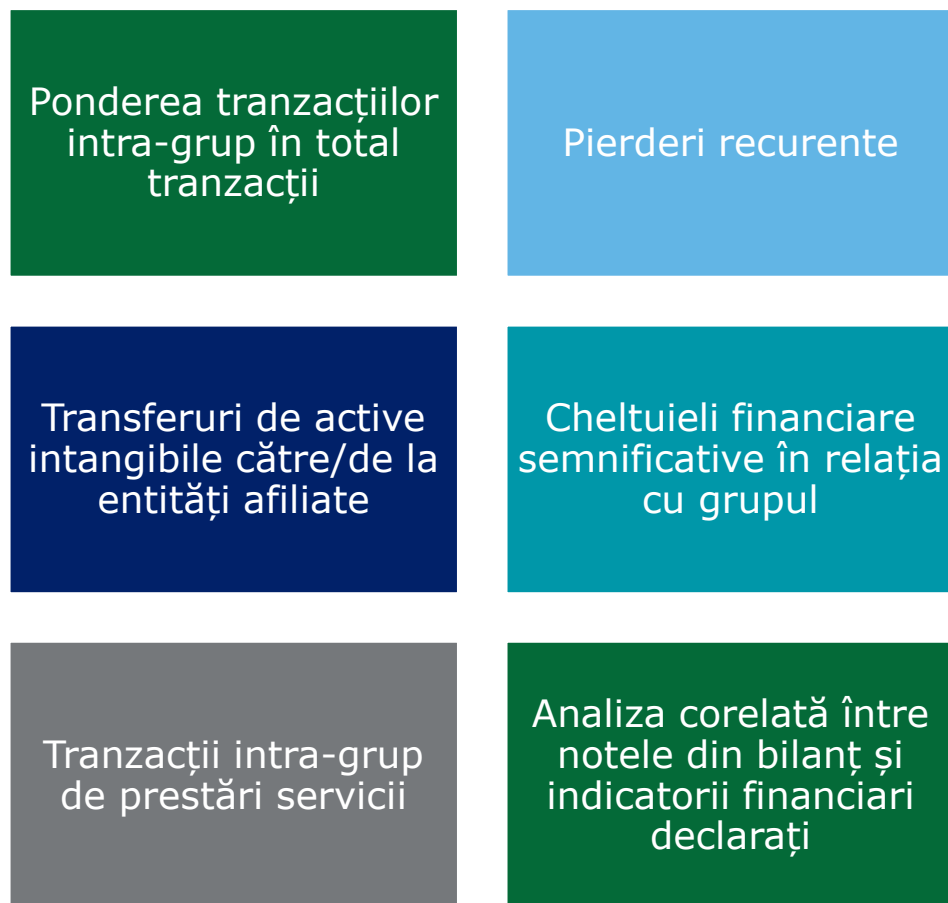 Ponderea tranzacțiilor
intra-grup în total
tranzacții
Pierderi recurente
Transferuri de active
intangibile către/de la
entități afiliate
Cheltuieli financiare
semnificative în relația
cu grupul
Tranzacții intra-grup
de prestări servicii
Analiza corelată între
notele din bilanț și
indicatorii financiari
declarați